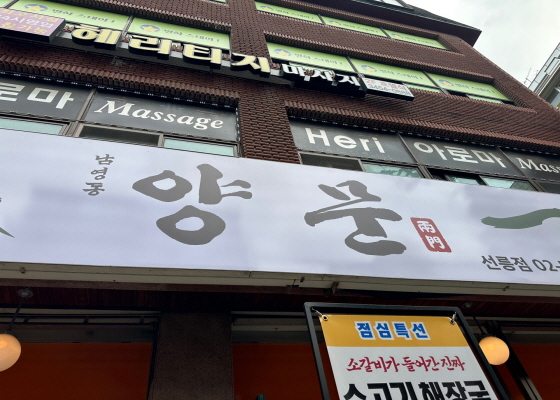 헤리티지 마사지
로마 Massage
Heri 아로마 Mass
남영동
양문
兩門
선릉점 02-
점심특선
소갈비가 들어간 진짜
소고기해장국